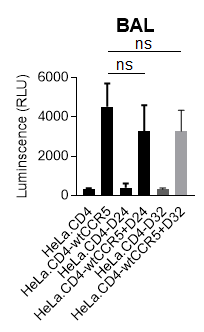 BAL
ns
ns
Luminscence (RLU)
6000
4000
2000
0
HeLa.CD4
HeLa.CD4-wtCCR5
HeLa.CD4-D24
HeLa.CD4-wtCCR5+D24
HeLa.CD4-D32
HeLa.CD4-wtCCR5+D32